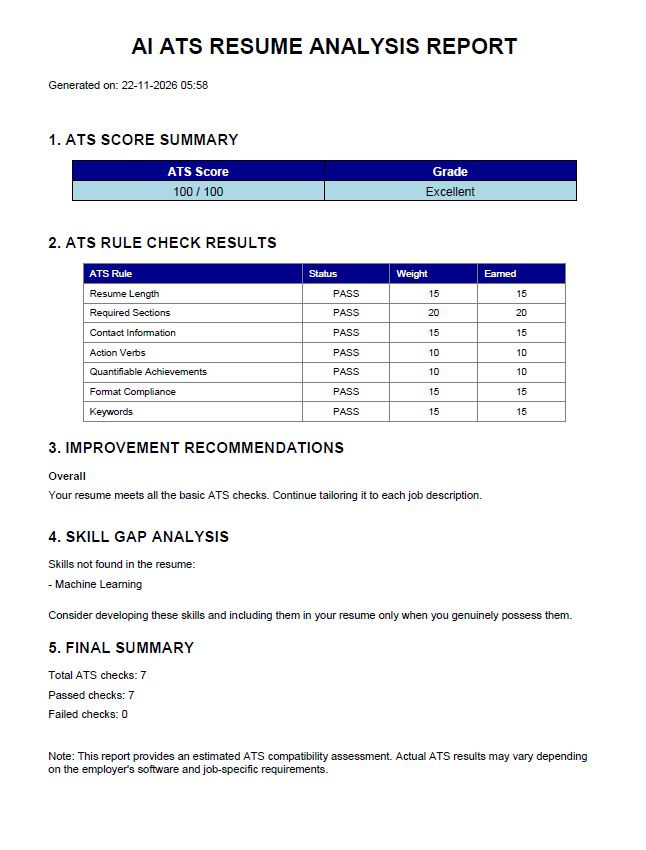 AI ATS RESUME ANALYSIS REPORT
Generated on: 22-11-2026 05:58
1. ATS SCORE SUMMARY
ATS Score Grade
100 / 100 Excellent
2. ATS RULE CHECK RESULTS
ATS Rule Status Weight Earned
Resume Length PASS 15 15
Required Sections PASS 20 20
Contact Information PASS 15 15
Action Verbs PASS 10 10
Quantifiable Achievements PASS 10 10
Format Compliance PASS 15 15
Keywords PASS 15 15
3. IMPROVEMENT RECOMMENDATIONS
Overall
Your resume meets all the basic ATS checks. Continue tailoring it to each job description.
4. SKILL GAP ANALYSIS
Skills not found in the resume:
- Machine Learning
Consider developing these skills and including them in your resume only when you genuinely possess them.
5. FINAL SUMMARY
Total ATS checks: 7
Passed checks: 7
Failed checks: 0
Note: This report provides an estimated ATS compatibility assessment. Actual ATS results may vary depending
on the employer's software and job-specific requirements.